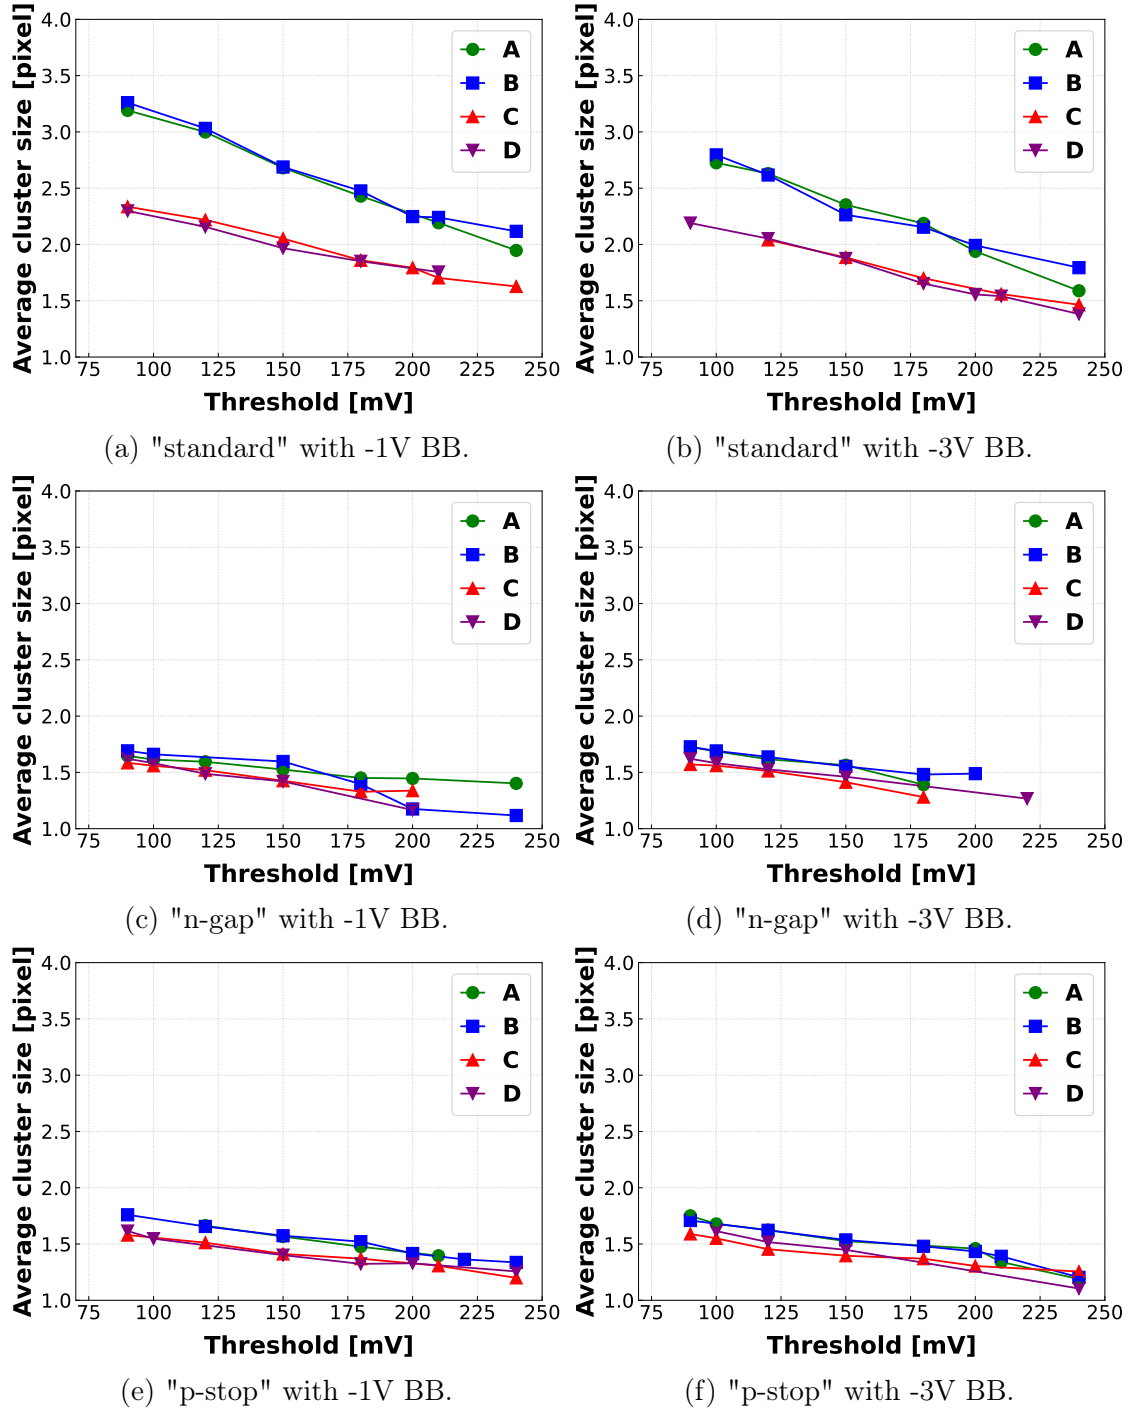 Average cluster size [pixel]
4.0
3.5
3.0
2.5
2.0
1.5
1.0
A
B
C
D
75 100 125 150 175 200 225 250
Threshold [mV]
(a) "standard" with -1V BB.
Average cluster size [pixel]
4.0
3.5
3.0
2.5
2.0
1.5
1.0
A
B
C
D
75 100 125 150 175 200 225 250
Threshold [mV]
(b) "standard" with -3V BB.
Average cluster size [pixel]
4.0
3.5
3.0
2.5
2.0
1.5
1.0
A
B
C
D
75 100 125 150 175 200 225 250
Threshold [mV]
(c) "n-gap" with -1V BB.
Average cluster size [pixel]
4.0
3.5
3.0
2.5
2.0
1.5
1.0
A
B
C
D
75 100 125 150 175 200 225 250
Threshold [mV]
(d) "n-gap" with -3V BB.
Average cluster size [pixel]
4.0
3.5
3.0
2.5
2.0
1.5
1.0
A
B
C
D
75 100 125 150 175 200 225 250
Threshold [mV]
(e) "p-stop" with -1V BB.
Average cluster size [pixel]
4.0
3.5
3.0
2.5
2.0
1.5
1.0
A
B
C
D
75 100 125 150 175 200 225 250
Threshold [mV]
(f) "p-stop" with -3V BB.